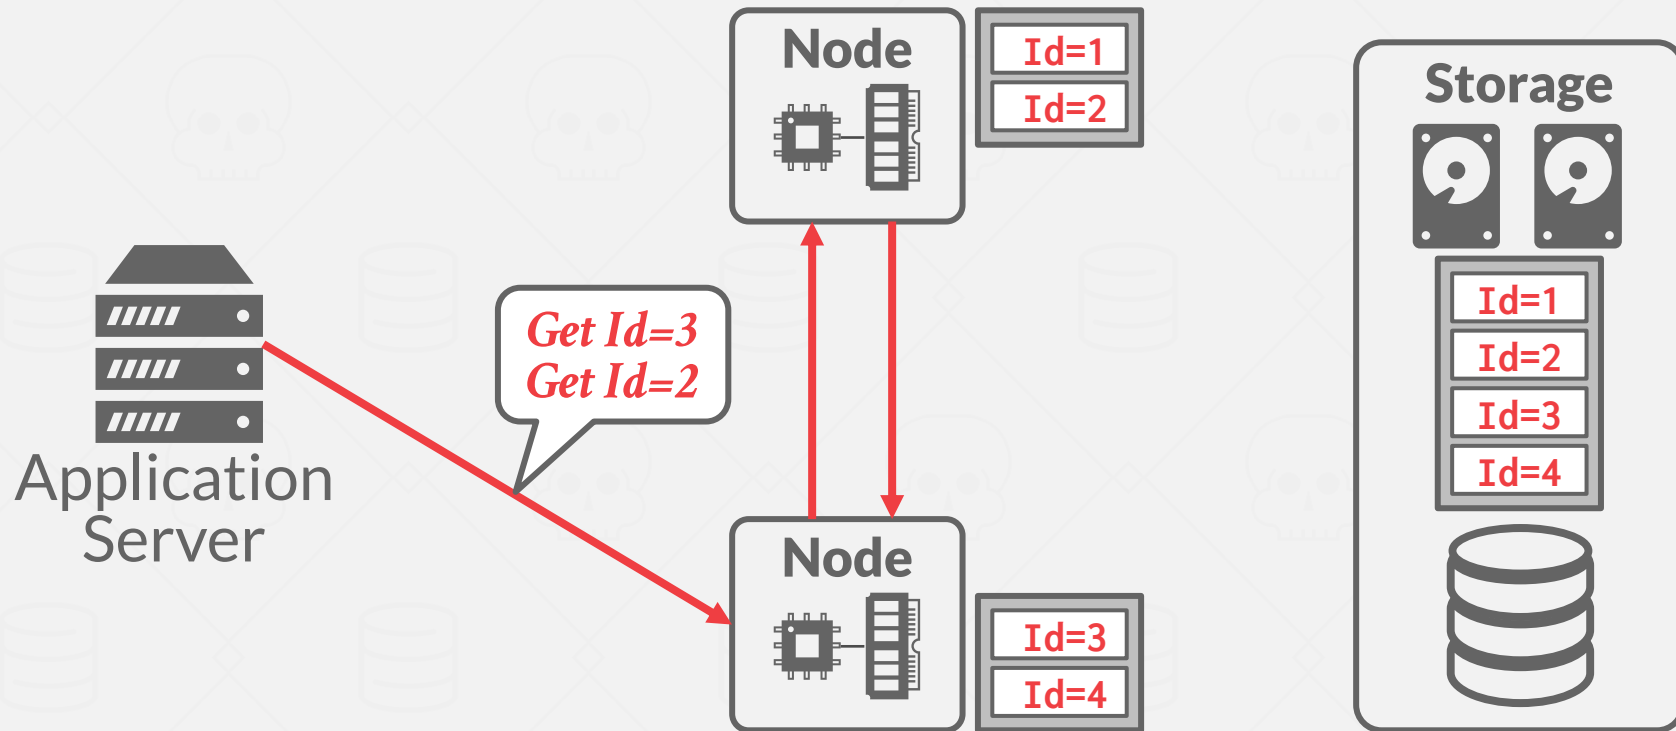 Node
Id=1
Id=2
Storage
Id=1
Id=2
Id=3
Id=4
Get Id=3
Get Id=2
Application
Server
Node
Id=3
Id=4